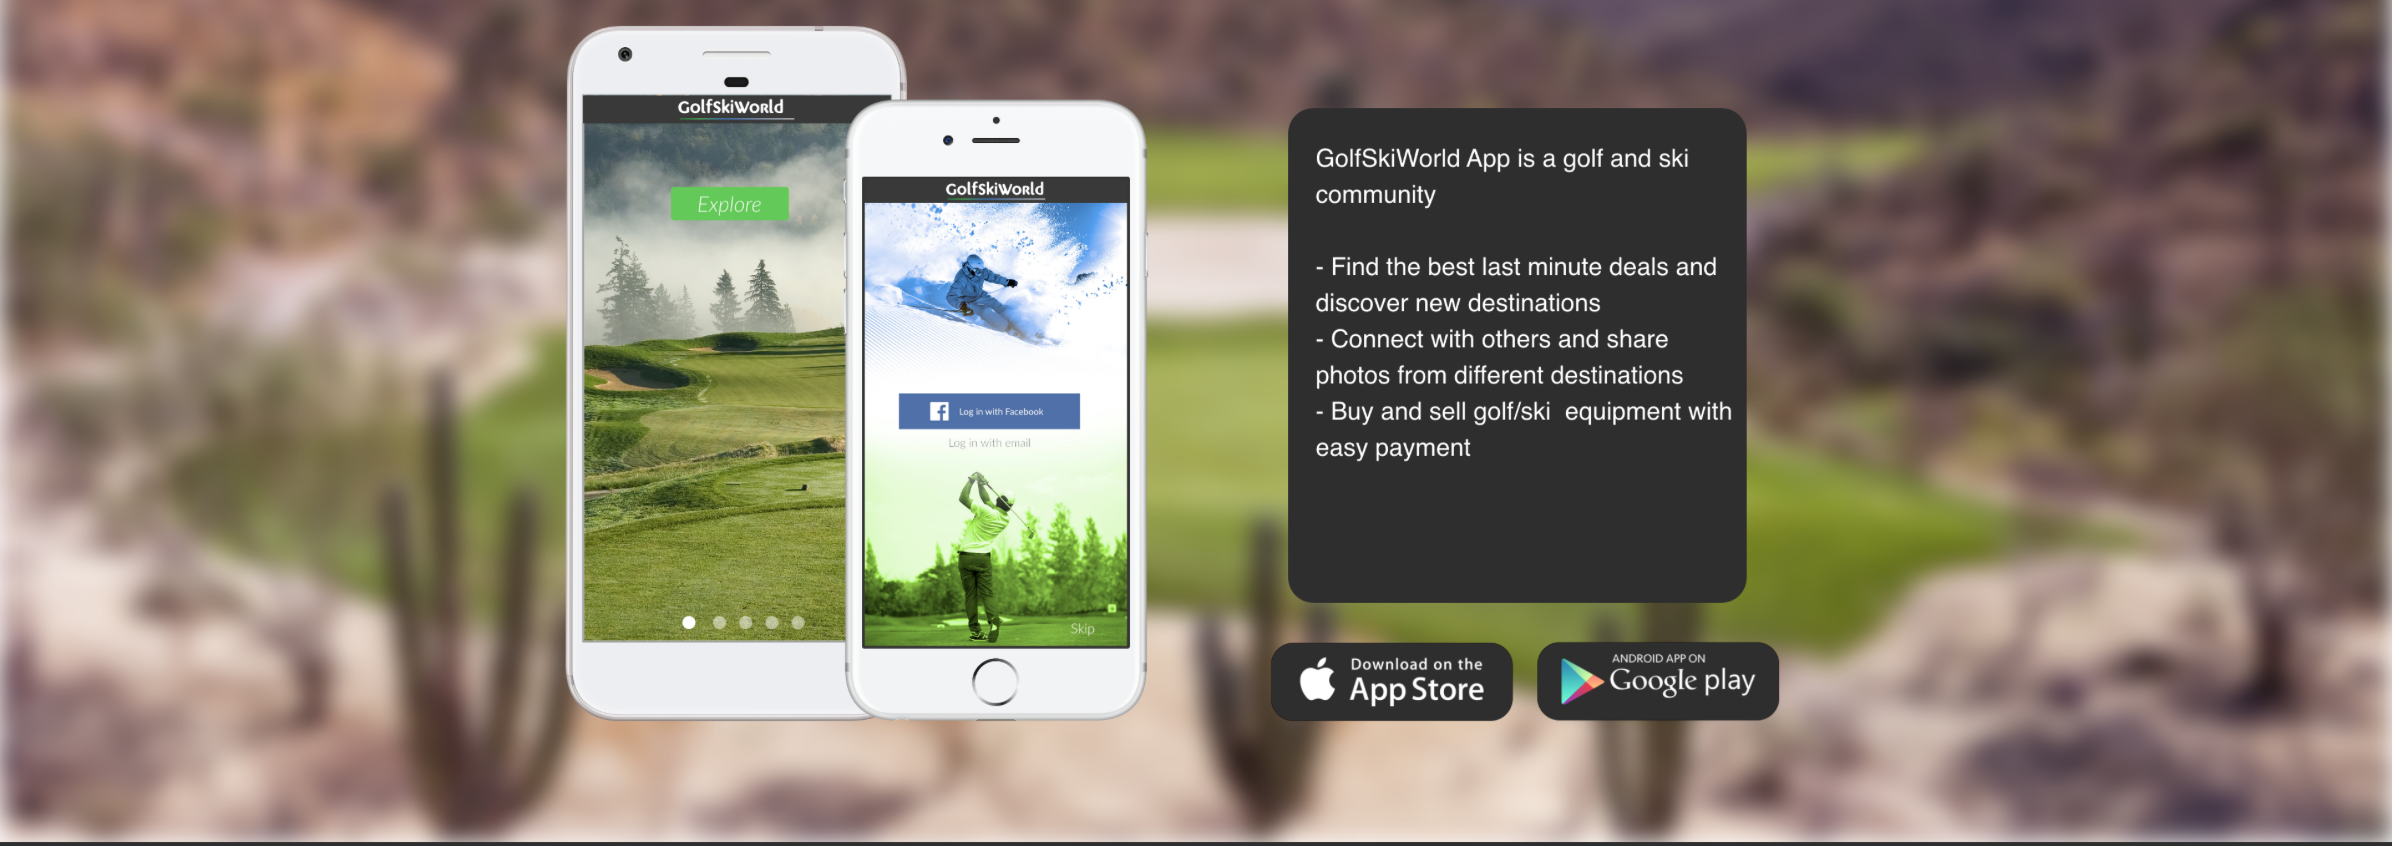 GolfSkiWorld
Explore
GolfSkiWorld
Log in with Facebook
Log in with email
Skip
GolfSkiWorld App is a golf and ski
community
- Find the best last minute deals and
discover new destinations
- Connect with others and share
photos from different destinations
- Buy and sell golf/ski  equipment with
easy payment
Download on the
App Store
ANDROID APP ON
Google play